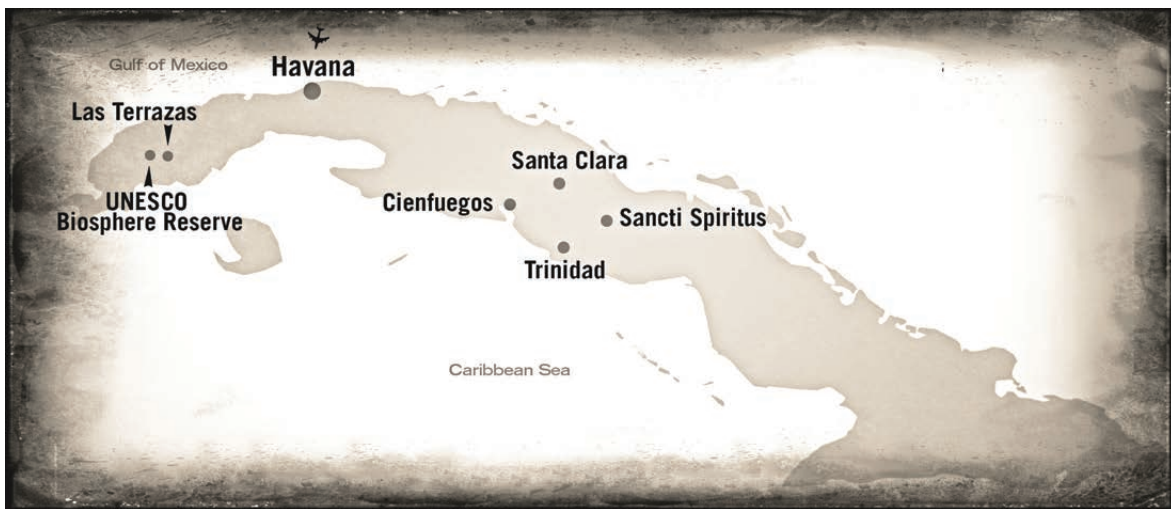 Gulf of Mexico
Havana
Las Terrazas
UNESCO
Biosphere Reserve
Santa Clara
Cienfuegos
Sancti Spiritus
Trinidad
Caribbean Sea